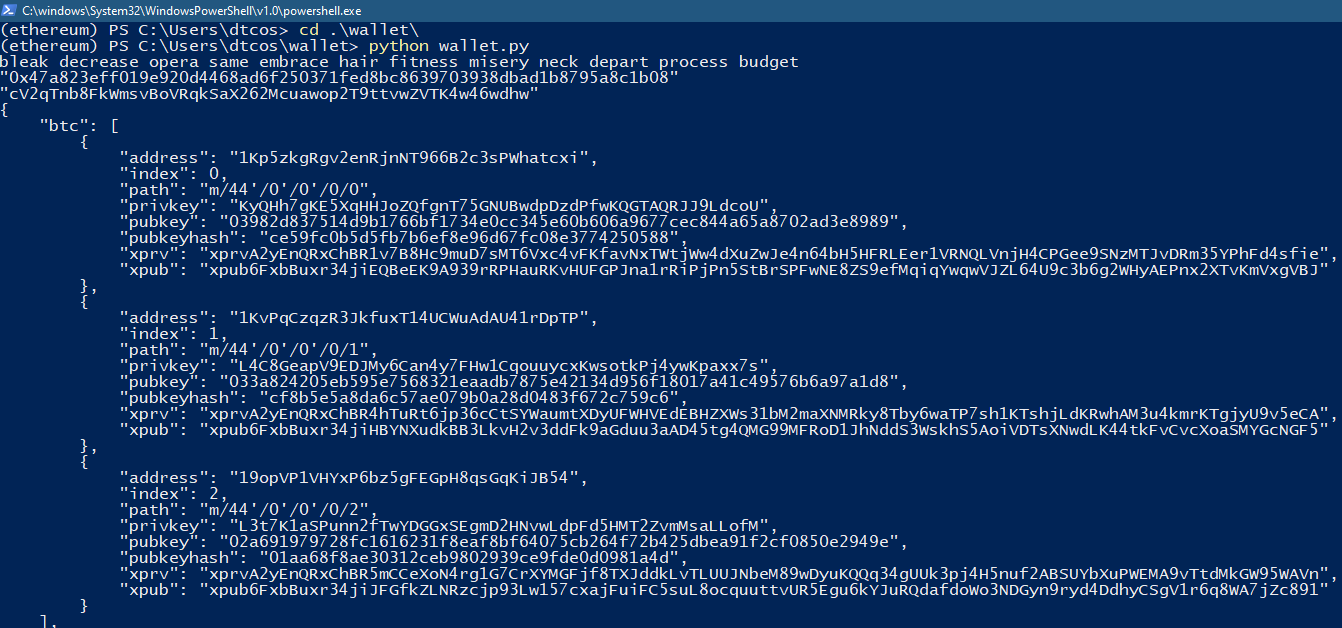 C:\windows\System32\WindowsPowerShell\v1.0\powershell.exe
(ethereum) PS C:\Users\dtcos> cd .\wallet\
(ethereum) PS C:\Users\dtcos\wallet> python wallet.py
bleak decrease opera same embrace hair fitness misery neck depart process budget
"0x47a823eff019e920d4468ad6f250371fed8bc8639703938dbad1b8795a8c1b08"
"cV2qTnb8FkWmsvBoVRqkSaX262Mcuawop2T9ttvwZVTK4w46wdhw"
{
"btc": [
{
"address": "1Kp5zkgRgv2enRjnNT966B2c3sPWhatcxi",
"index": 0,
"path": "m/44'/0'/0'/0/0",
"privkey": "KyQHh7gKE5XqHHJoZQfgnT75GNUBwdpDzdPfwKQGTAQRJJ9LdcoU",
"pubkey": "03982d837514d9b1766bf1734e0cc345e60b606a9677cec844a65a8702ad3e8989",
"pubkeyhash": "ce59fc0b5d5fb7b6ef8e96d67fc08e3774250588",
"xprv": "xprvA2yEnQRxChBR1v7B8Hc9muD7sMT6Vxc4vFKfavNxTWtjWw4dXuZwJe4n64bH5HFRLEer1VRNQLVnjH4CPGee9SNzMTJvDRm35YPhFd4sfie",
"xpub": "xpub6FxbBuxr34jiEQBeEK9A939rRPHauRKvHUFGPJna1rRiPjPn5StBrSPFwNE8ZS9efMqiqYwqwVJZL64U9c3b6g2WHyAEPnx2XTvKmVxgVBJ"
},
{
"address": "1KvPqCzqzR3JkfuxT14UCWuAdAU41rDpTP",
"index": 1,
"path": "m/44'/0'/0'/0/1",
"privkey": "L4C8GeapV9EDJMy6Can4y7FHw1CqouuycxKwsotkPj4ywKpaxx7s",
"pubkey": "033a824205eb595e7568321eaadb7875e42134d956f18017a41c49576b6a97a1d8",
"pubkeyhash": "cf8b5e5a8da6c57ae079b0a28d0483f672c759c6",
"xprv": "xprvA2yEnQRxChBR4hTuRt6jp36cCtSYWaumtXDyUFWHVEdEBHZXWs31bM2maXNMRky8Tby6waTP7sh1KTshjLdKRwhAM3u4kmrKTgjyU9v5eCA",
"xpub": "xpub6FxbBuxr34jiHBYNXudkBB3LkvH2v3ddFk9aGduu3aAD45tg4QMG99MFRoD1JhNddS3WskhS5AoiVDTsXNwdLK44tkFvCvcXoaSMYGcNGF5"
},
{
"address": "19opVP1VHYxP6bz5gFEGpH8qsGqKiJB54",
"index": 2,
"path": "m/44'/0'/0'/0/2",
"privkey": "L3t7K1aSPunn2fTwYDGGxSEgmD2HNvwLdpFd5HMT2ZvmMsaLLofM",
"pubkey": "02a691979728fc1616231f8eaf8bf64075cb264f72b425dbea91f2cf0850e2949e",
"pubkeyhash": "01aa68f8ae30312ceb9802939ce9fde0d0981a4d",
"xprv": "xprvA2yEnQRxChBR5mCCeXoN4rg1G7CrXYMGFjf8TXJddkLvTLUUJNbeM89wDyuKQQq34gUUk3pj4H5nuf2ABSUYbXuPWEMA9vTtdMkGW95WAVn",
"xpub": "xpub6FxbBuxr34jiJFGfkZLNRzcjp93Lw157cxajFuiFC5suL8ocquuttvUR5Egu6kYJuRQdafdoWo3NDGyn9ryd4DdhyCSgV1r6q8WA7jZc891"
}
],